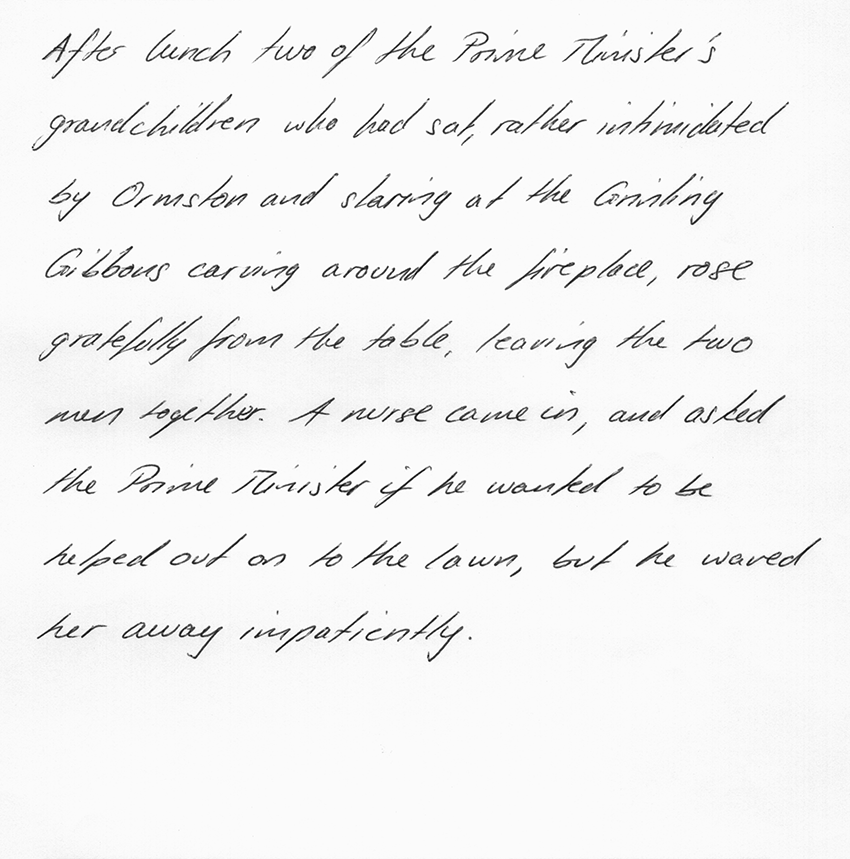 After lunch two of the Prime Minister's
grandchildren who had sat, rather intimidated
by Ormston and staring at the Grinling
Gibbons carving around the fireplace, rose
gratefully from the table, leaving the two
men together. A nurse came in, and asked
the Prime Minister if he wanted to be
helped out on to the lawn, but he waved
her away impatiently.